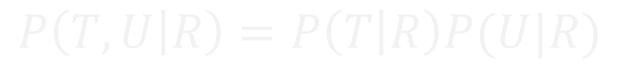 P(T,U|R) = P(T|R)P(U|R)